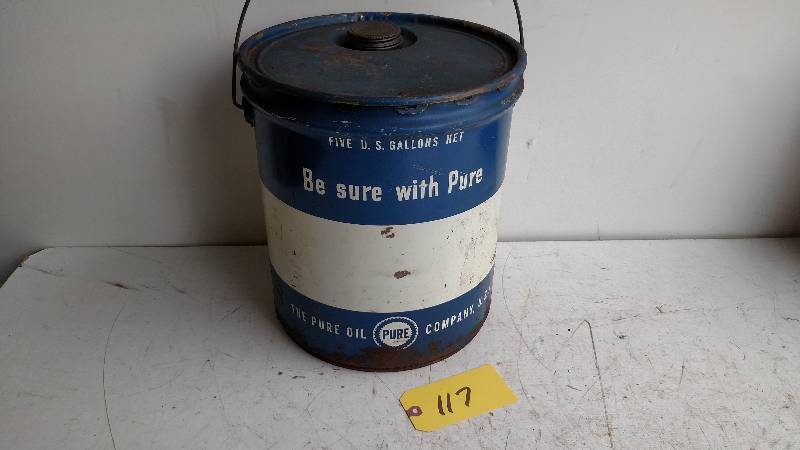 FIVE U.S. GALLONS NET
Be sure with Pure
THE PURE OIL PURE COMPANY, U.S.
117